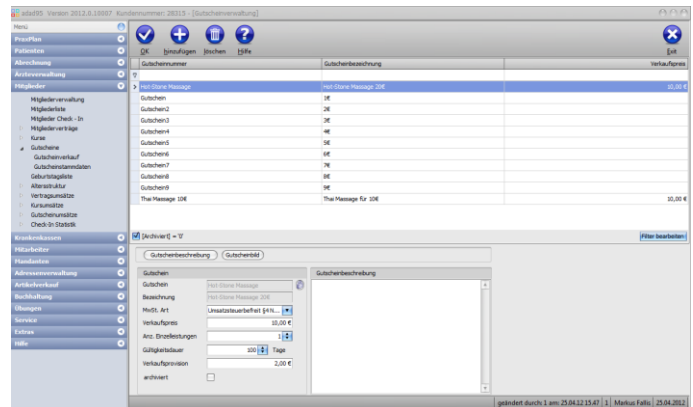 adad95 Version 2012.0.10007 Kundennummer: 28315 - [Gutscheinverwaltung]
Menü
PraxPlan
Patienten
Abrechnung
Ärzteverwaltung
Mitglieder
Mitgliederverwaltung
Mitgliederliste
Mitglieder Check - In
Mitgliederverträge
Kurse
Gutscheine
Gutscheinverkauf
Gutscheinstammdaten
Geburtstagsliste
Altersstruktur
Vertragsumsätze
Kursumsätze
Gutscheinumsätze
Check-In Statistik
Krankenkassen
Mitarbeiter
Mandanten
Adressenverwaltung
Artikelverkauf
Buchhaltung
Übungen
Service
Extras
Hilfe
OK hinzufügen löschen Hilfe Exit
Gutscheinnummer Gutscheinbezeichnung Verkaufspreis
Hot-Stone Massage Hot-Stone Massage 20€ 10,00 €
Gutschein 1€
Gutschein2 2€
Gutschein3 3€
Gutschein4 4€
Gutschein5 5€
Gutschein6 6€
Gutschein7 7€
Gutschein8 8€
Gutschein9 9€
Thai Massage 10€ Thai Massage für 10€ 10,00 €
[Archiviert] = '0' Filter bearbeiten
Gutscheinbeschreibung Gutscheinbild
Gutschein Gutscheinbeschreibung
Gutschein Hot-Stone Massage
Bezeichnung Hot-Stone Massage 20€
MwSt. Art Umsatzsteuerbefreit §4 N...
Verkaufspreis 10,00 €
Anz. Einzelleistungen 1
Gültigkeitsdauer 100 Tage
Verkaufsprovision 2,00 €
archiviert
geändert durch: 1 am: 25.04.12 15:47 1 Markus Fallis 25.04.2012